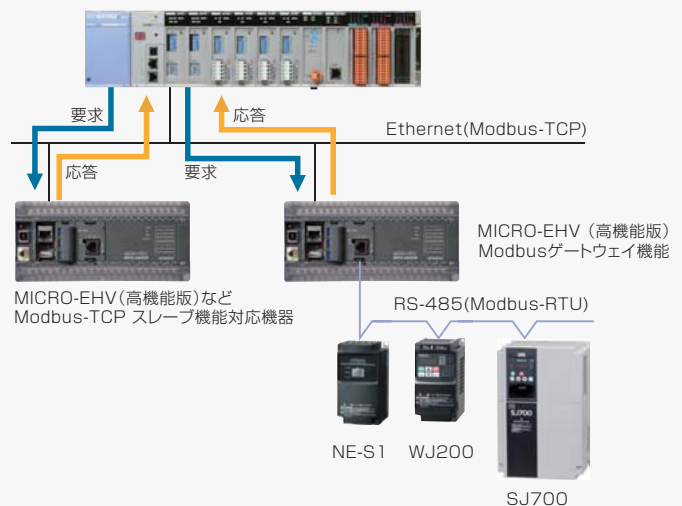 要求
応答
応答
要求
Ethernet(Modbus-TCP)
MICRO-EHV(高機能版)など
Modbus-TCP スレーブ機能対応機器
MICRO-EHV（高機能版）
Modbusゲートウェイ機能
RS-485(Modbus-RTU)
NE-S1
WJ200
SJ700
SJ700